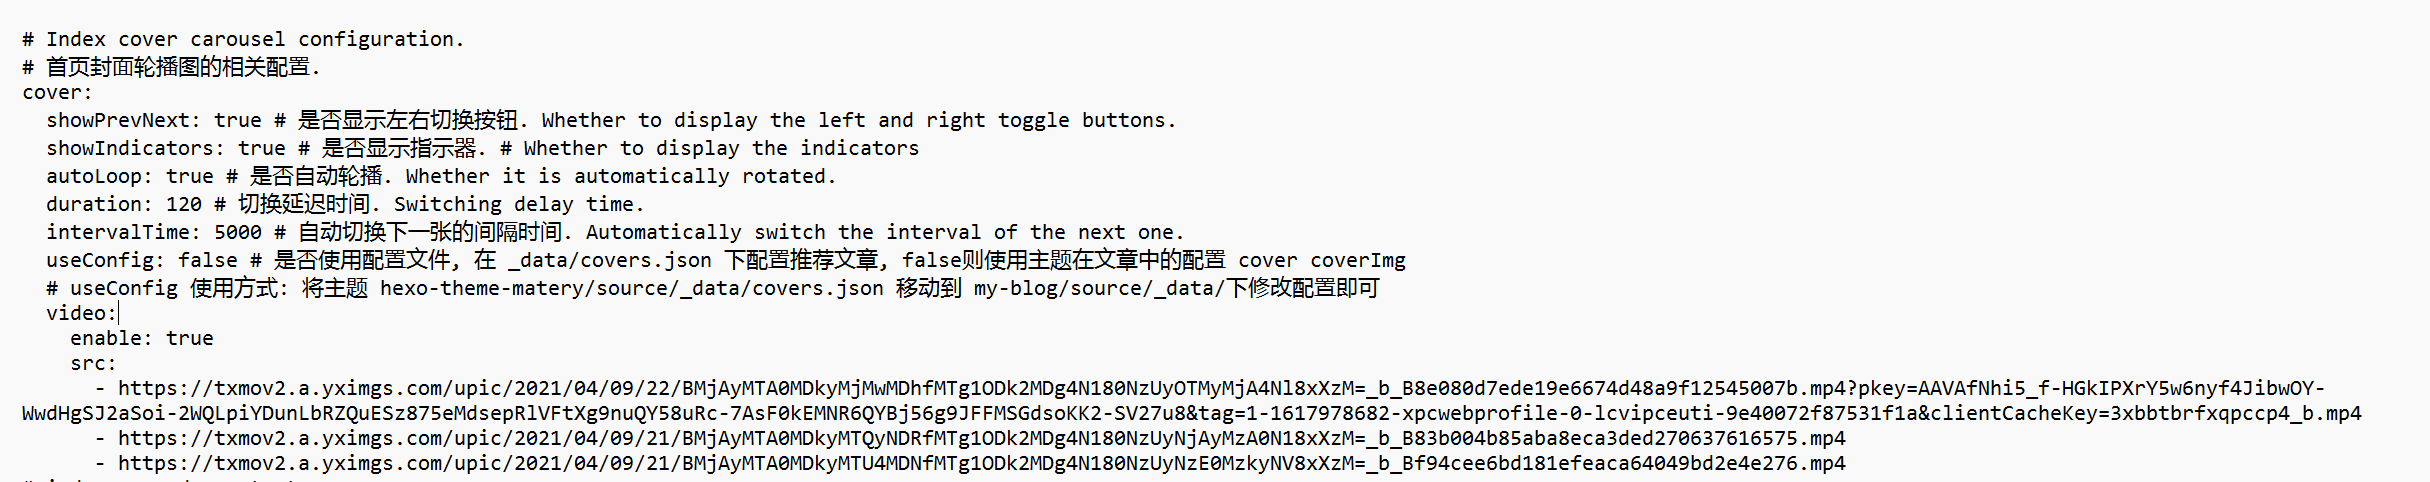 # Index cover carousel configuration.
# 首页封面轮播图的相关配置.
cover:
  showPrevNext: true # 是否显示左右切换按钮. Whether to display the left and right toggle buttons.
  showIndicators: true # 是否显示指示器. # Whether to display the indicators
  autoLoop: true # 是否自动轮播. Whether it is automatically rotated.
  duration: 120 # 切换延迟时间. Switching delay time.
  intervalTime: 5000 # 自动切换下一张的间隔时间. Automatically switch the interval of the next one.
  useConfig: false # 是否使用配置文件, 在 _data/covers.json 下配置推荐文章, false则使用主题在文章中的配置 cover coverImg
  # useConfig 使用方式: 将主题 hexo-theme-matery/source/_data/covers.json 移动到 my-blog/source/_data/下修改配置即可
  video:
    enable: true
    src:
      - https://txmov2.a.yximgs.com/upic/2021/04/09/22/BMjAyMTA0MDkyMjMwMDhfMTg1ODk2MDg4N180NzUyOTMyMjA4Nl8xXzM=_b_B8e080d7ede19e6674d48a9f12545007b.mp4?pkey=AAVAfNhi5_f-HGkIPXrY5w6nyf4JibwOY-
WwdHgSJ2aSoi-2WQLpiYDunLbRZQuESz875eMdsepRlVFtXg9nuQY58uRc-7AsF0kEMNR6QYBj56g9JFFMSGdsoKK2-SV27u8&tag=1-1617978682-xpcwebprofile-0-lcvipceuti-9e40072f87531f1a&clientCacheKey=3xbbtbrfxqpccp4_b.mp4
      - https://txmov2.a.yximgs.com/upic/2021/04/09/21/BMjAyMTA0MDkyMTQyNDRfMTg1ODk2MDg4N180NzUyNjAyMzA0N18xXzM=_b_B83b004b85aba8eca3ded270637616575.mp4
      - https://txmov2.a.yximgs.com/upic/2021/04/09/21/BMjAyMTA0MDkyMTU4MDNfMTg1ODk2MDg4N180NzUyNzE0MzkyNV8xXzM=_b_Bf94cee6bd181efeaca64049bd2e4e276.mp4